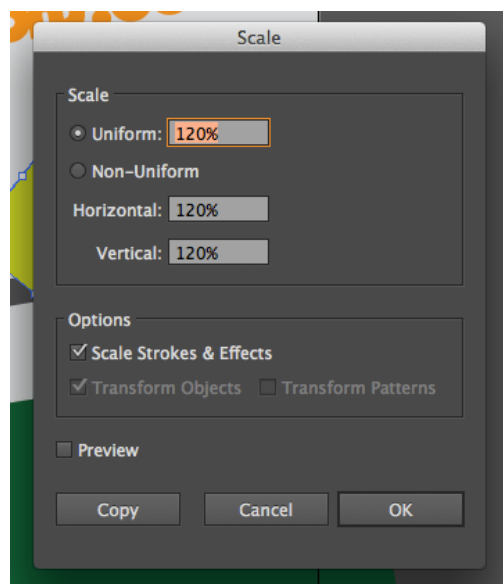 Scale
Scale
Uniform: 120%
Non-Uniform
Horizontal: 120%
Vertical: 120%
Options
Scale Strokes & Effects
Transform Objects Transform Patterns
Preview
Copy Cancel OK